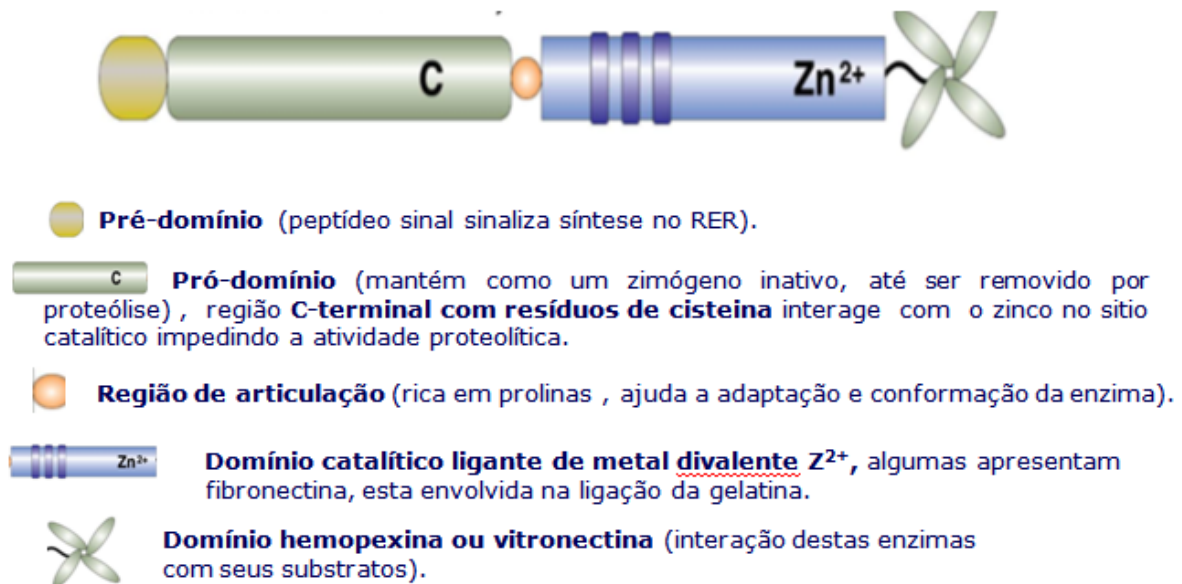 C Zn2+
Pré-domínio (peptídeo sinal sinaliza síntese no RER).
C Pró-domínio (mantém como um zimógeno inativo, até ser removido por
proteólise) , região C-terminal com resíduos de cisteina interage com o zinco no sitio
catalítico impedindo a atividade proteolítica.
Região de articulação (rica em prolinas , ajuda a adaptação e conformação da enzima).
Zn2+ Domínio catalítico ligante de metal divalente Z2+, algumas apresentam
fibronectina, esta envolvida na ligação da gelatina.
Domínio hemopexina ou vitronectina (interação destas enzimas
com seus substratos).